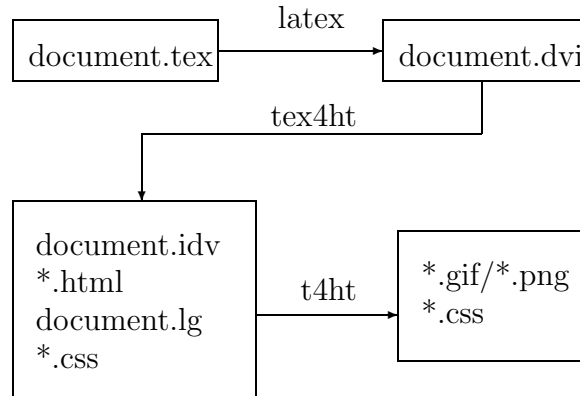 latex
document.tex
document.dvi
tex4ht
document.idv
*.html
document.lg
*.css
t4ht
*.gif/*.png
*.css